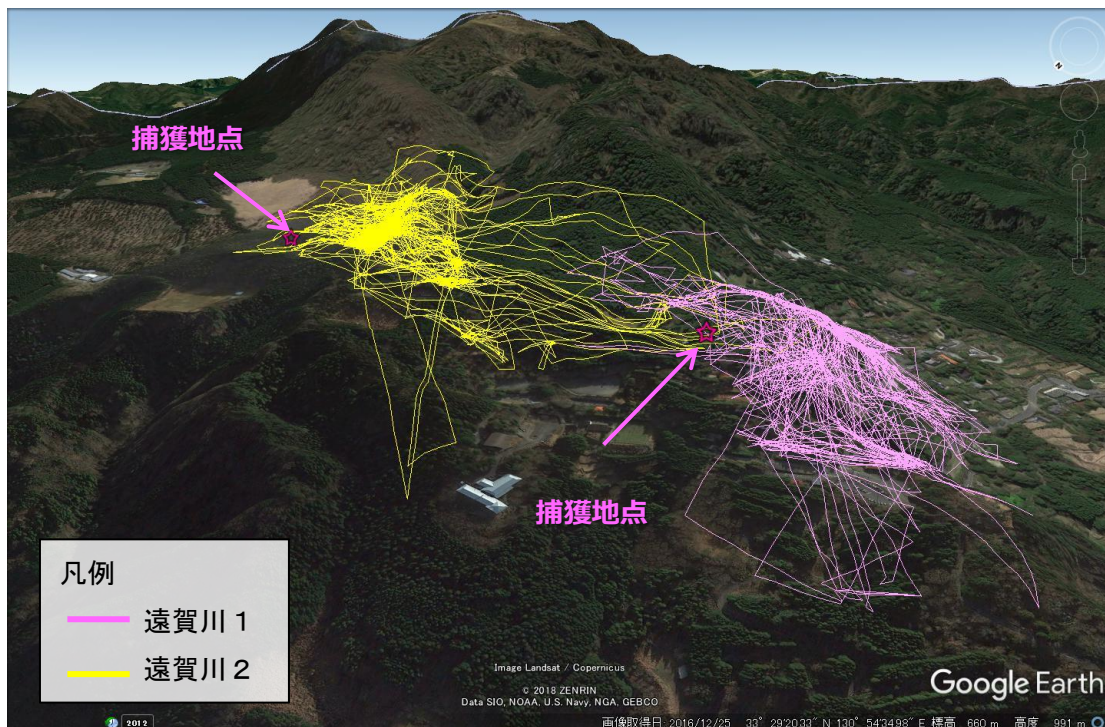 捕獲地点
捕獲地点
凡例
遠賀川１
遠賀川２
Image Landsat / Copernicus
© 2018 ZENRIN
Data SIO, NOAA, U.S. Navy, NGA, GEBCO
Google Earth
2012
画像取得日 2016/12/25 33° 29'20.33" N 130° 54'34.98" E 標高 660 m 高度 991 m